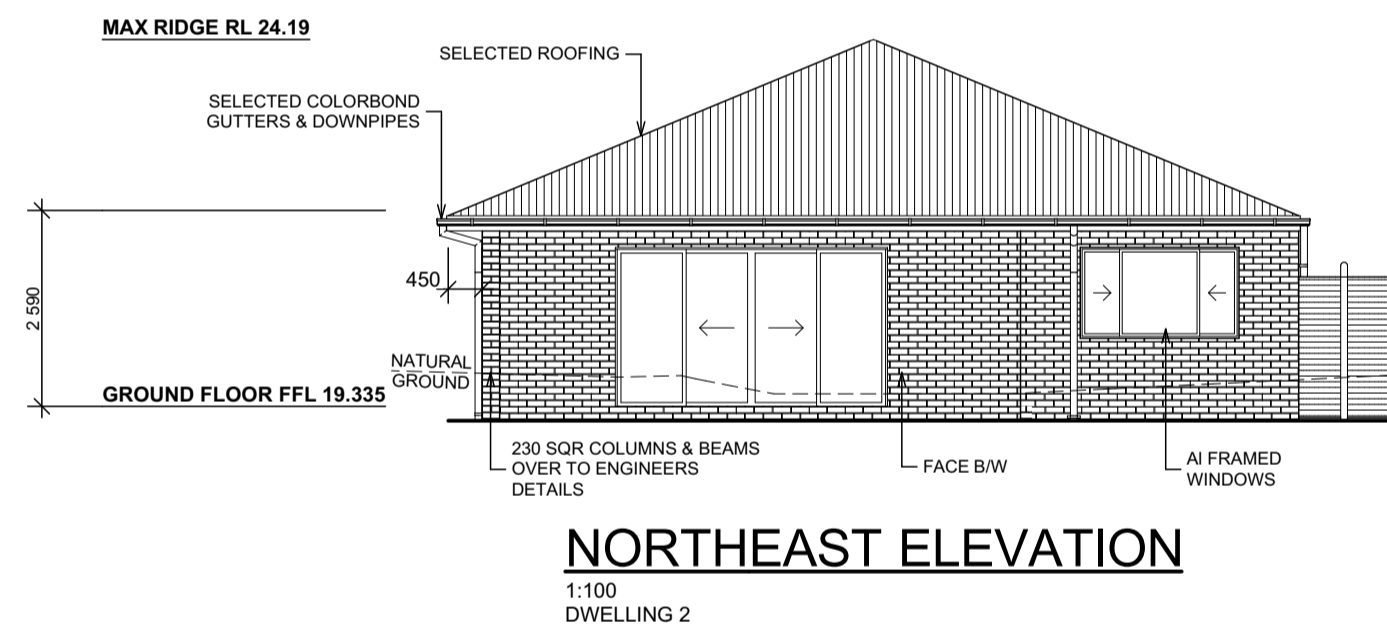 MAX RIDGE RL 24.19
SELECTED ROOFING
SELECTED COLORBOND
GUTTERS & DOWNPIPES
2 590
450
NATURAL
GROUND
GROUND FLOOR FFL 19.335
230 SQR COLUMNS & BEAMS
OVER TO ENGINEERS
DETAILS
FACE B/W
Al FRAMED
WINDOWS
NORTHEAST ELEVATION
1:100
DWELLING 2